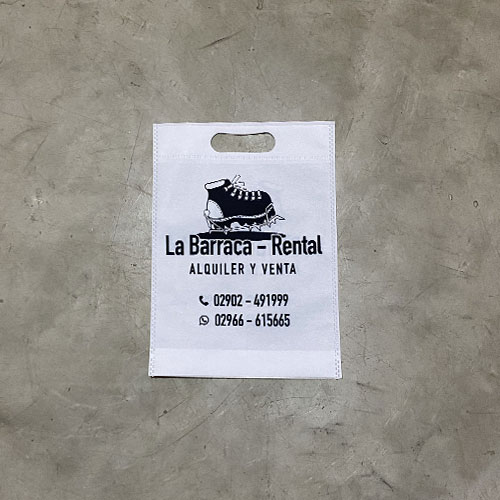 La Barraca - Rental
ALQUILER Y VENTA
02902 - 491999
02966 - 615665